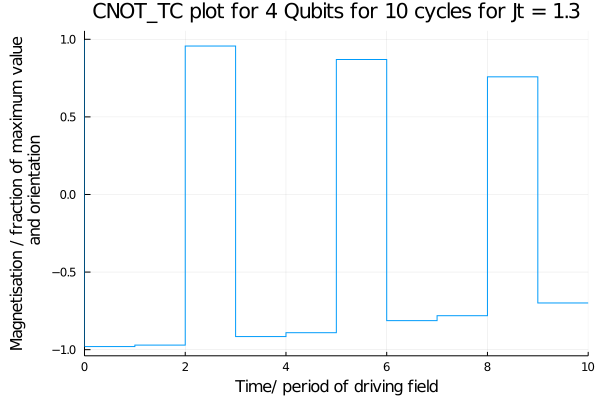 CNOT_TC plot for 4 Qubits for 10 cycles for Jt = 1.3
Magnetisation / fraction of maximum value
and orientation
1.0
0.5
0.0
−0.5
−1.0
0 2 4 6 8 10
Time/ period of driving field